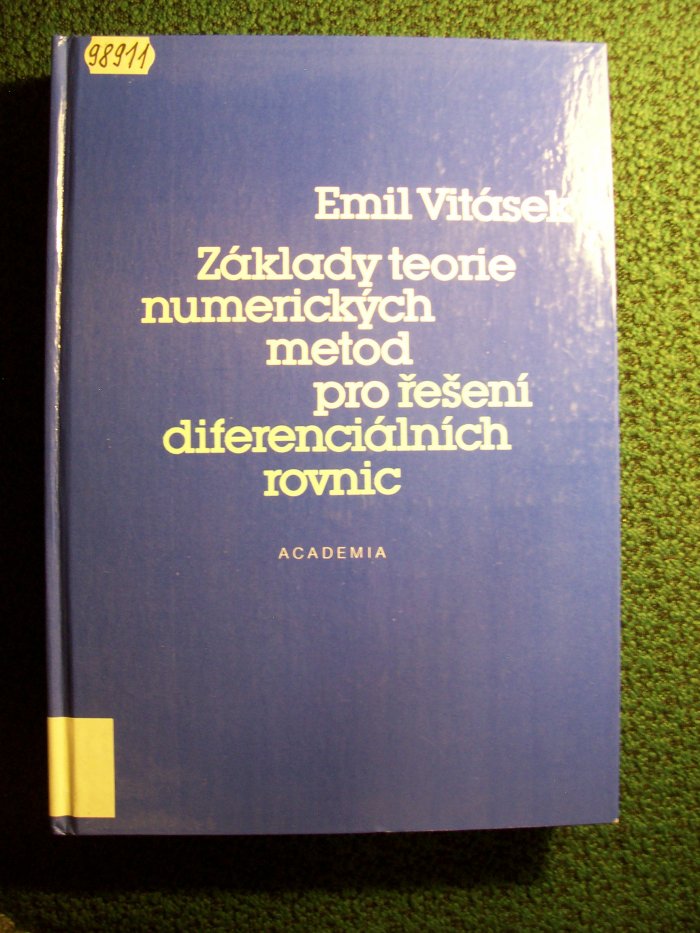 98911
Emil Vitásek
Základy teorie
numerických
metod
pro řešení
diferenciálních
rovnic
ACADEMIA